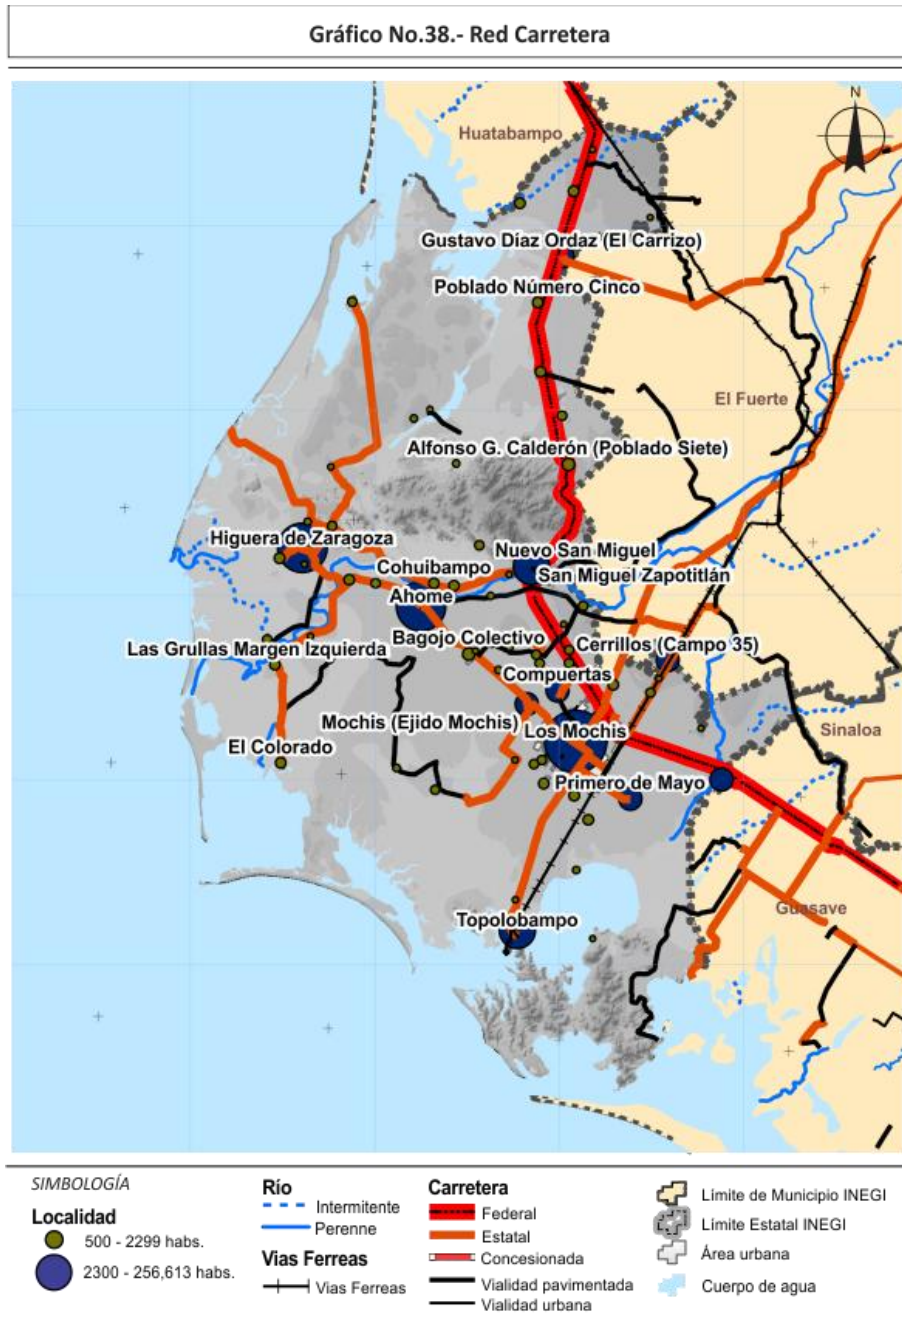 Gráfico No.38.- Red Carretera
N
Huatabampo
Gustavo Díaz Ordaz (El Carrizo)
Poblado Número Cinco
El Fuerte
Alfonso G. Calderón (Poblado Siete)
Higuera de Zaragoza
Nuevo San Miguel
Cohuibampo
San Miguel Zapotitlán
Ahome
Bagojo Colectivo
Las Grullas Margen Izquierda
Cerrillos (Campo 35)
Compuertas
Mochis (Ejido Mochis)
Los Mochis
Sinaloa
El Colorado
Primero de Mayo
Guasave
Topolobampo
SIMBOLOGÍA
Localidad
500 - 2299 habs.
2300 - 256,613 habs.
Río
Intermitente
Perenne
Vias Ferreas
Vias Ferreas
Carretera
Federal
Estatal
Concesionada
Vialidad pavimentada
Vialidad urbana
Límite de Municipio INEGI
Límite Estatal INEGI
Área urbana
Cuerpo de agua